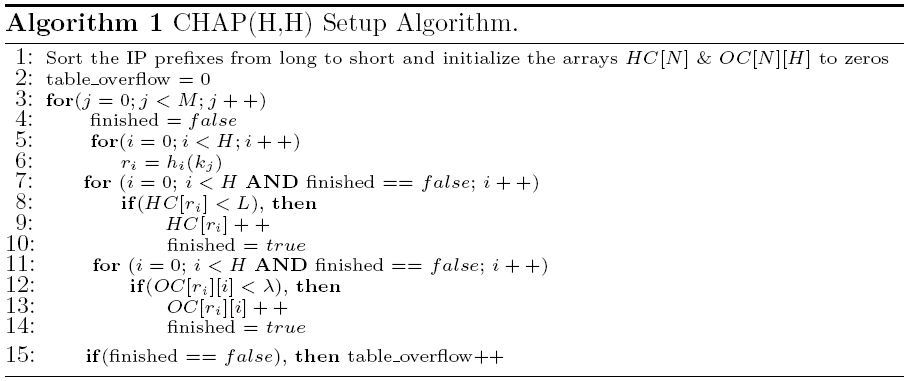 Algorithm 1 CHAP(H,H) Setup Algorithm.
1: Sort the IP prefixes from long to short and initialize the arrays HC[N] & OC[N][H] to zeros
2: table_overflow = 0
3: for(j = 0; j < M; j + +)
4: finished = false
5: for(i = 0; i < H; i + +)
6: r_i = h_i(k_j)
7: for (i = 0; i < H AND finished == false; i + +)
8: if(HC[r_i] < L), then
9: HC[r_i] + +
10: finished = true
11: for (i = 0; i < H AND finished == false; i + +)
12: if(OC[r_i][i] < λ), then
13: OC[r_i][i] + +
14: finished = true
15: if(finished == false), then table_overflow++